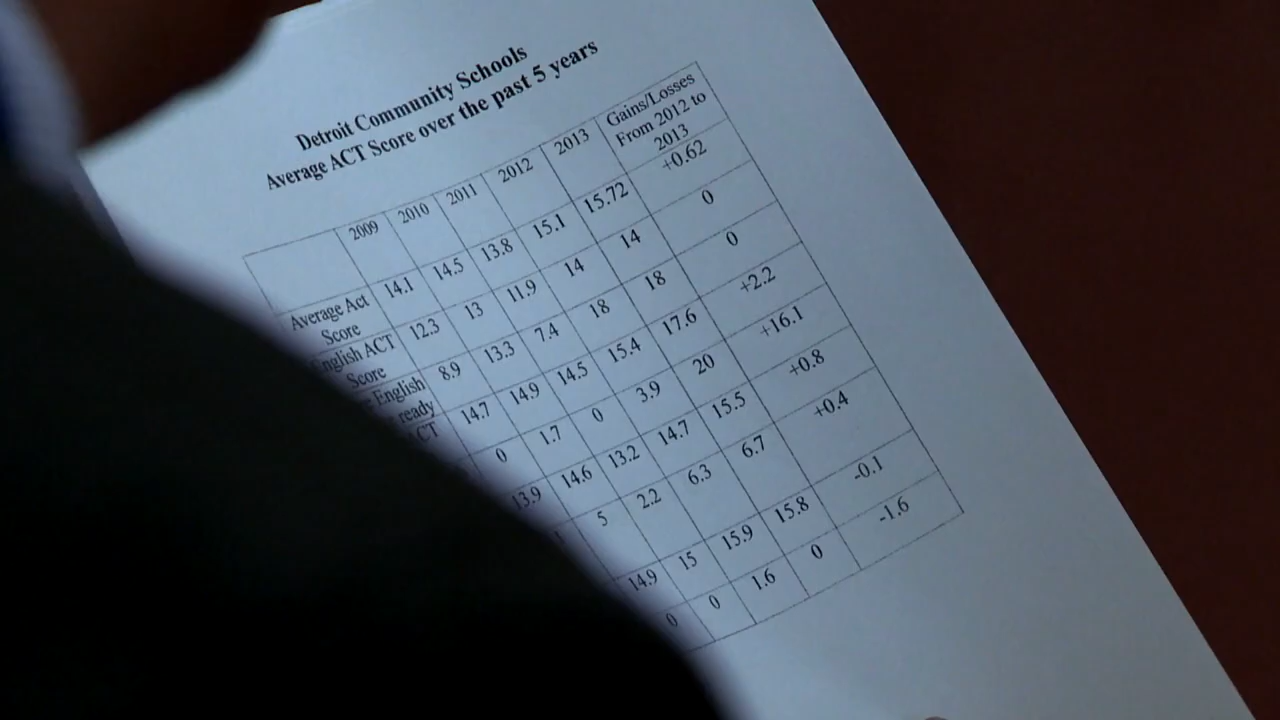 Detroit Community Schools
Average ACT Score over the past 5 years
2009 2010 2011 2012 2013 Gains/Losses
From 2012 to
2013
Average Act
Score 14.1 14.5 13.8 15.1 15.72 +0.62
English ACT
Score 12.3 13 11.9 14 14 0
English
ready 8.9 13.3 7.4 18 18 0
14.7 14.9 14.5 15.4 17.6 +2.2
0 1.7 0 3.9 20 +16.1
13.9 14.6 13.2 14.7 15.5 +0.8
5 2.2 6.3 6.7 +0.4
14.9 15 15.9 15.8 -0.1
0 0 1.6 0 -1.6